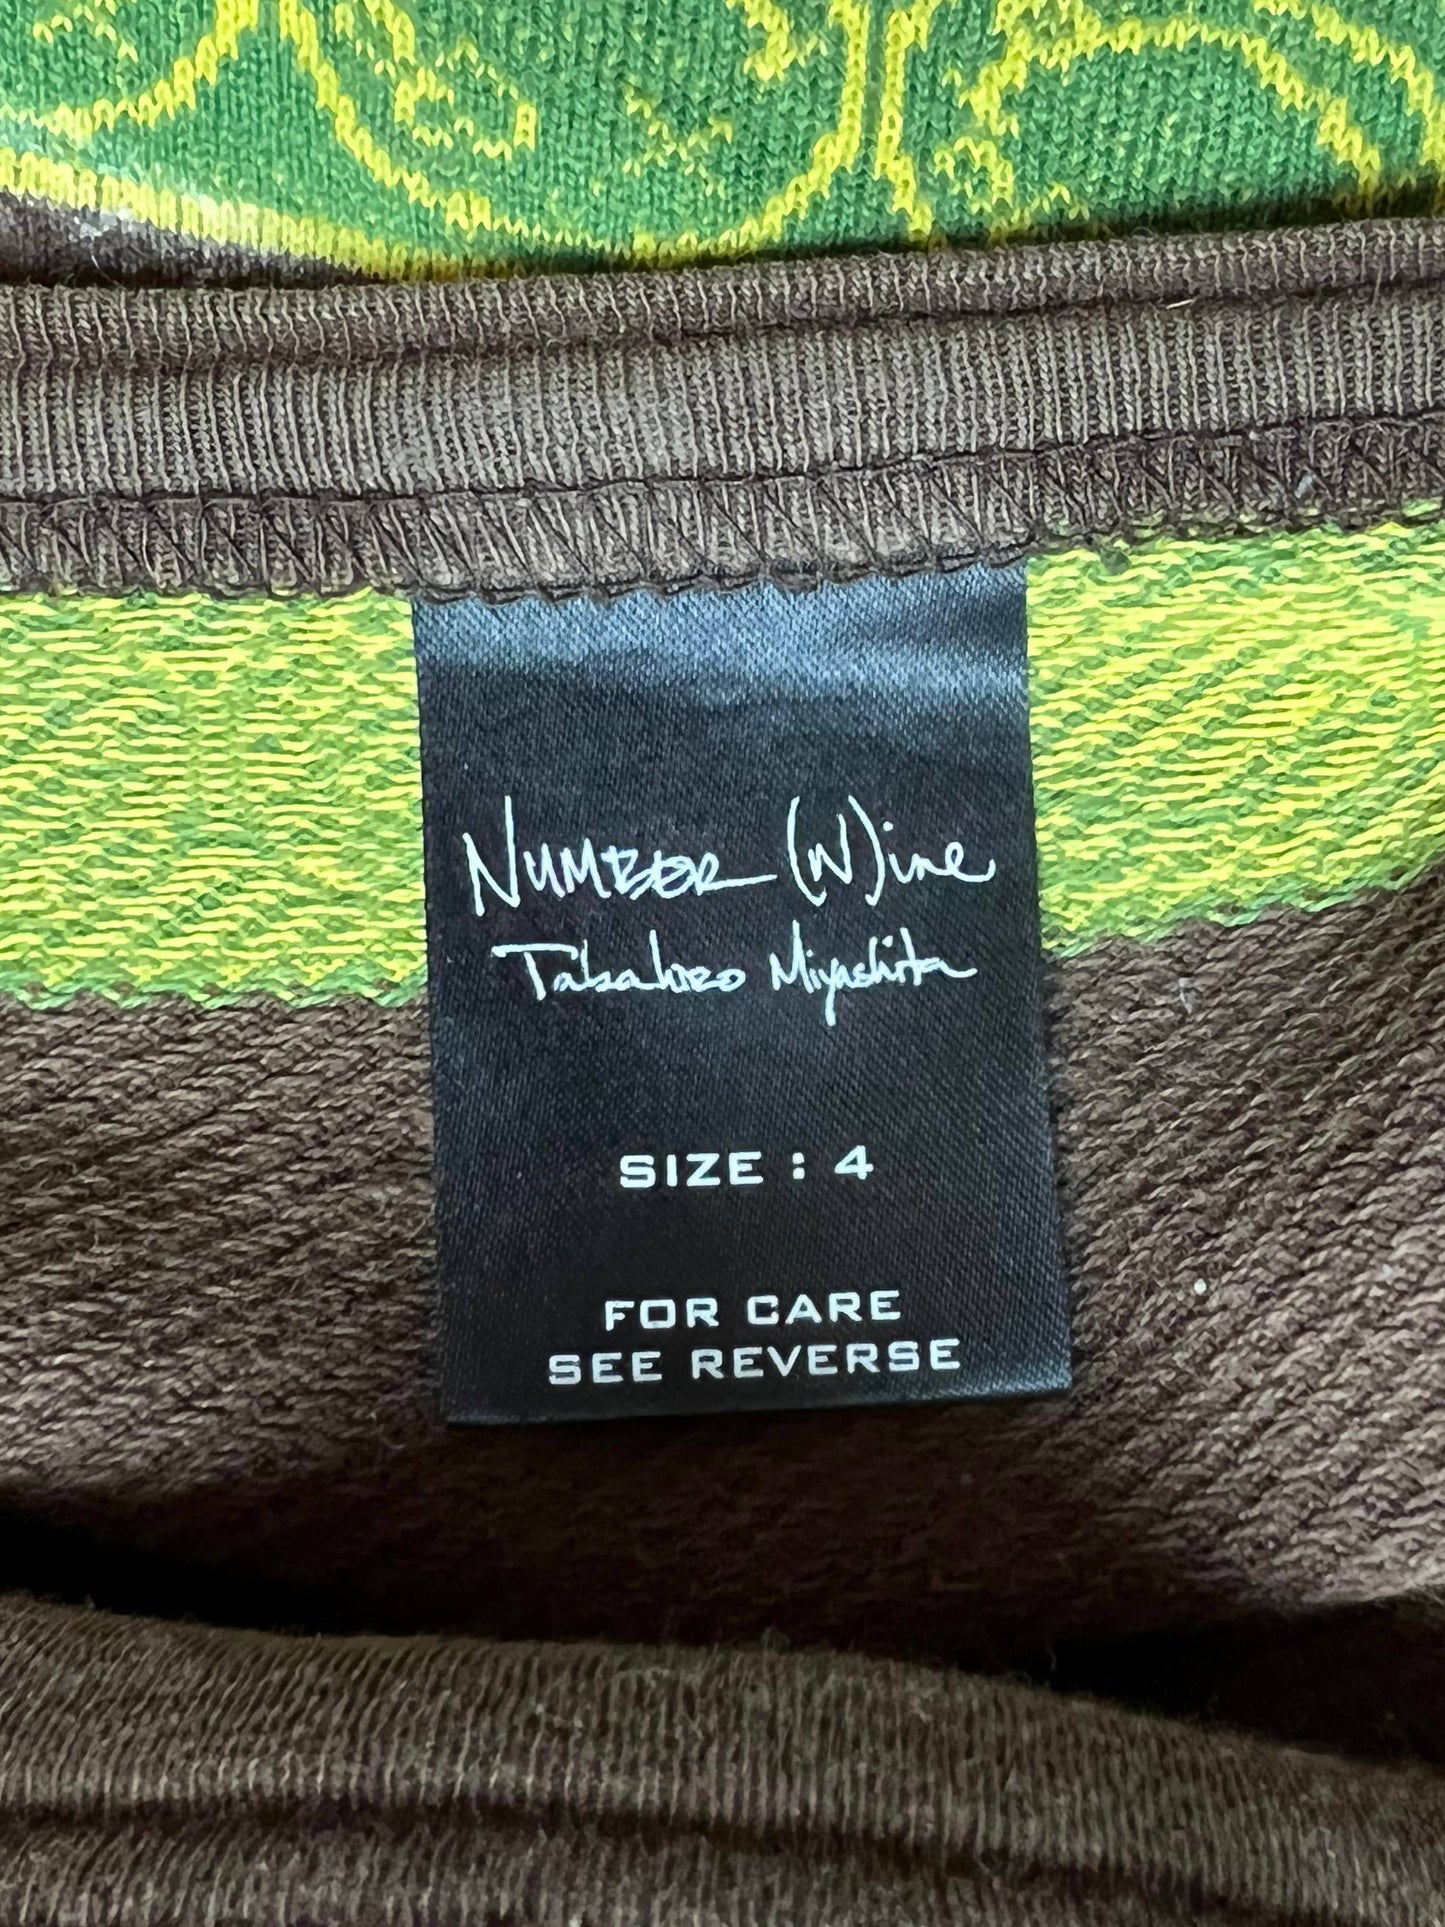 NUMBER (N)ine
Takahiro Miyashita
SIZE : 4
FOR CARE
SEE REVERSE